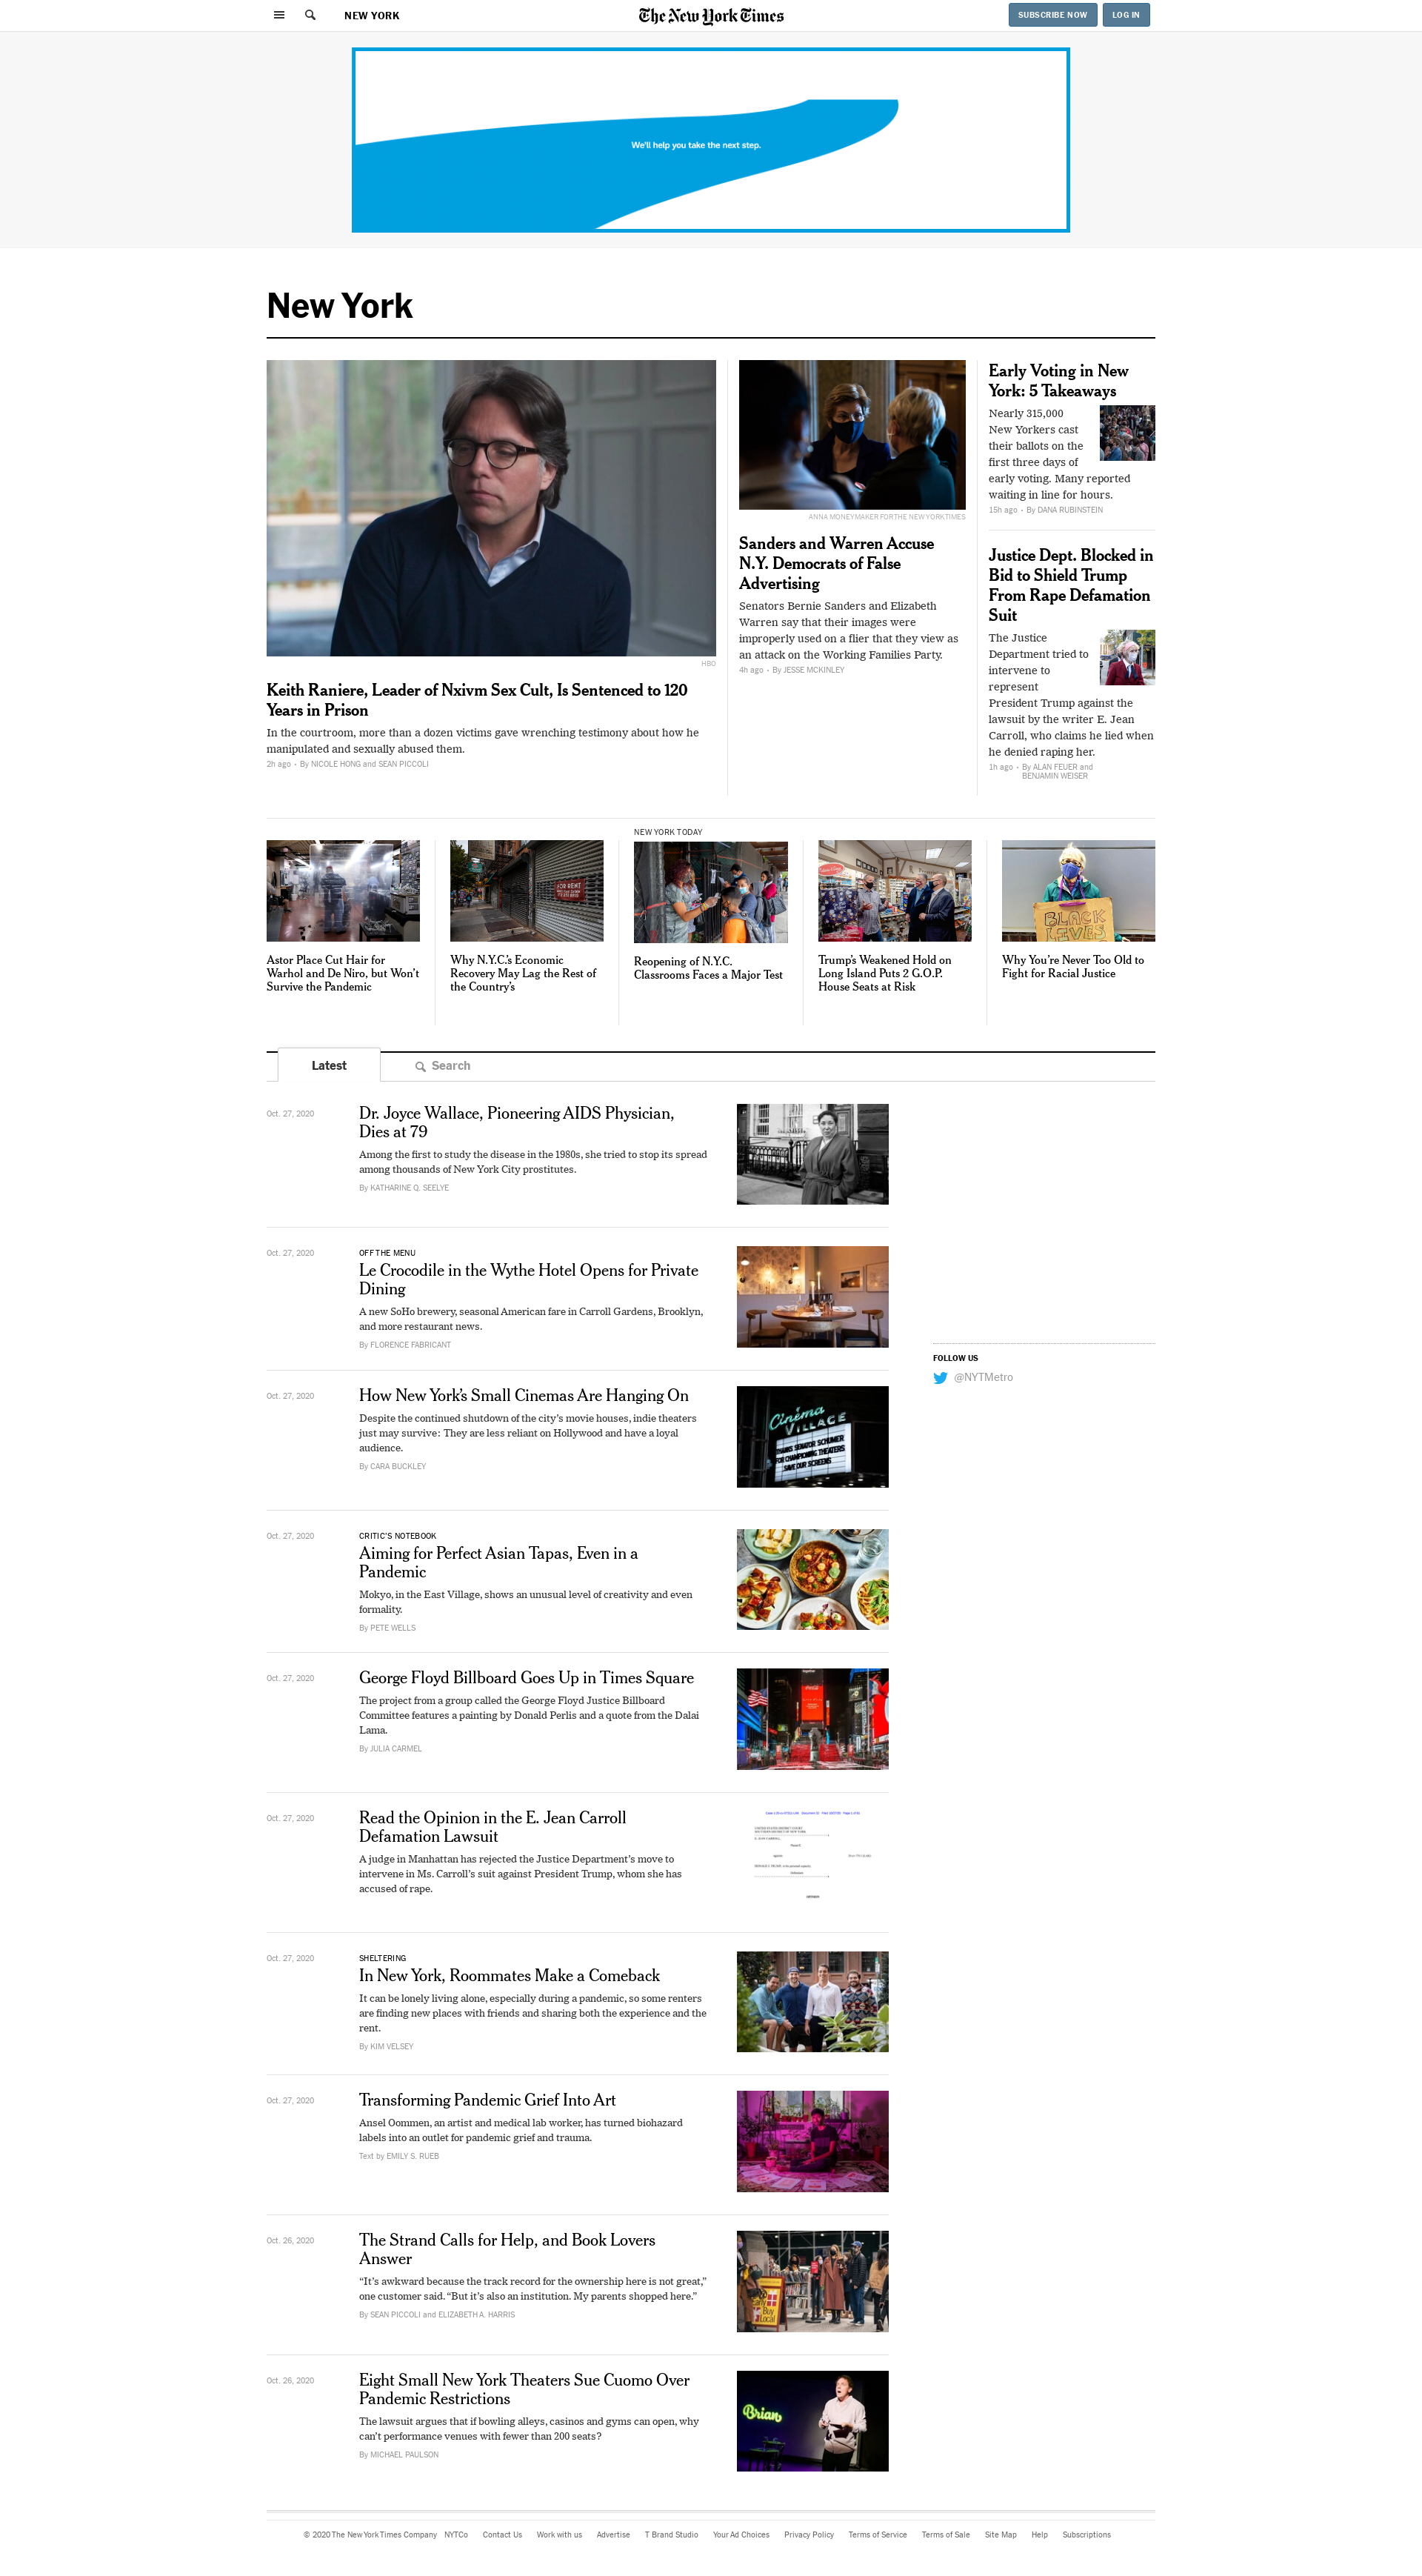 NEW YORK
The New York Times
SUBSCRIBE NOW
LOG IN
We'll help you take the next step.
New York
HBO
Keith Raniere, Leader of Nxivm Sex Cult, Is Sentenced to 120
Years in Prison
In the courtroom, more than a dozen victims gave wrenching testimony about how he
manipulated and sexually abused them.
2h ago • By NICOLE HONG and SEAN PICCOLI
ANNA MONEYMAKER FOR THE NEW YORK TIMES
Sanders and Warren Accuse
N.Y. Democrats of False
Advertising
Senators Bernie Sanders and Elizabeth
Warren say that their images were
improperly used on a flier that they view as
an attack on the Working Families Party.
4h ago • By JESSE MCKINLEY
Early Voting in New
York: 5 Takeaways
Nearly 315,000
New Yorkers cast
their ballots on the
first three days of
early voting. Many reported
waiting in line for hours.
15h ago • By DANA RUBINSTEIN
Justice Dept. Blocked in
Bid to Shield Trump
From Rape Defamation
Suit
The Justice
Department tried to
intervene to
represent
President Trump against the
lawsuit by the writer E. Jean
Carroll, who claims he lied when
he denied raping her.
1h ago • By ALAN FEUER and
BENJAMIN WEISER
Astor Place Cut Hair for
Warhol and De Niro, but Won’t
Survive the Pandemic
FOR RENT
Why N.Y.C.’s Economic
Recovery May Lag the Rest of
the Country’s
NEW YORK TODAY
Reopening of N.Y.C.
Classrooms Faces a Major Test
Trump’s Weakened Hold on
Long Island Puts 2 G.O.P.
House Seats at Risk
BLACK
LIVES
Why You’re Never Too Old to
Fight for Racial Justice
Latest
Search
Oct. 27, 2020
Dr. Joyce Wallace, Pioneering AIDS Physician,
Dies at 79
Among the first to study the disease in the 1980s, she tried to stop its spread
among thousands of New York City prostitutes.
By KATHARINE Q. SEELYE
Oct. 27, 2020
OFF THE MENU
Le Crocodile in the Wythe Hotel Opens for Private
Dining
A new SoHo brewery, seasonal American fare in Carroll Gardens, Brooklyn,
and more restaurant news.
By FLORENCE FABRICANT
FOLLOW US
@NYTMetro
Oct. 27, 2020
How New York’s Small Cinemas Are Hanging On
Despite the continued shutdown of the city’s movie houses, indie theaters
just may survive: They are less reliant on Hollywood and have a loyal
audience.
By CARA BUCKLEY
Cinema
VILLAGE
THANKS SENATOR SCHUMER
FOR CHAMPIONING THEATERS
SAVE OUR SCREENS
Oct. 27, 2020
CRITIC’S NOTEBOOK
Aiming for Perfect Asian Tapas, Even in a
Pandemic
Mokyo, in the East Village, shows an unusual level of creativity and even
formality.
By PETE WELLS
Oct. 27, 2020
George Floyd Billboard Goes Up in Times Square
The project from a group called the George Floyd Justice Billboard
Committee features a painting by Donald Perlis and a quote from the Dalai
Lama.
By JULIA CARMEL
Oct. 27, 2020
Read the Opinion in the E. Jean Carroll
Defamation Lawsuit
A judge in Manhattan has rejected the Justice Department’s move to
intervene in Ms. Carroll’s suit against President Trump, whom she has
accused of rape.
Oct. 27, 2020
SHELTERING
In New York, Roommates Make a Comeback
It can be lonely living alone, especially during a pandemic, so some renters
are finding new places with friends and sharing both the experience and the
rent.
By KIM VELSEY
Oct. 27, 2020
Transforming Pandemic Grief Into Art
Ansel Oommen, an artist and medical lab worker, has turned biohazard
labels into an outlet for pandemic grief and trauma.
Text by EMILY S. RUEB
Oct. 26, 2020
The Strand Calls for Help, and Book Lovers
Answer
“It’s awkward because the track record for the ownership here is not great,”
one customer said. “But it’s also an institution. My parents shopped here.”
By SEAN PICCOLI and ELIZABETH A. HARRIS
Oct. 26, 2020
Eight Small New York Theaters Sue Cuomo Over
Pandemic Restrictions
The lawsuit argues that if bowling alleys, casinos and gyms can open, why
can’t performance venues with fewer than 200 seats?
By MICHAEL PAULSON
Brian
© 2020 The New York Times Company NYTCo Contact Us Work with us Advertise T Brand Studio Your Ad Choices Privacy Policy Terms of Service Terms of Sale Site Map Help Subscriptions